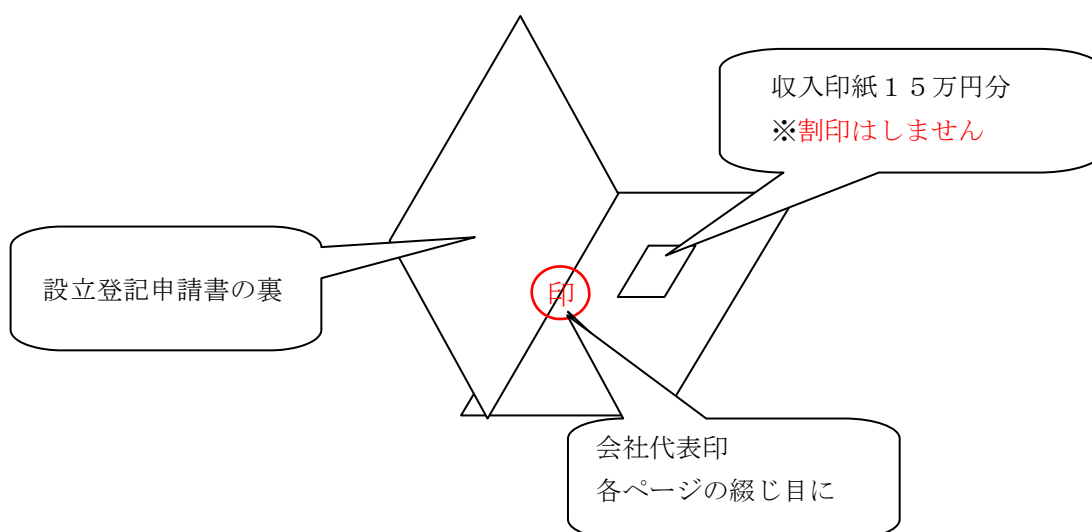 収入印紙１５万円分
※割印はしません
設立登記申請書の裏
印
会社代表印
各ページの綴じ目に